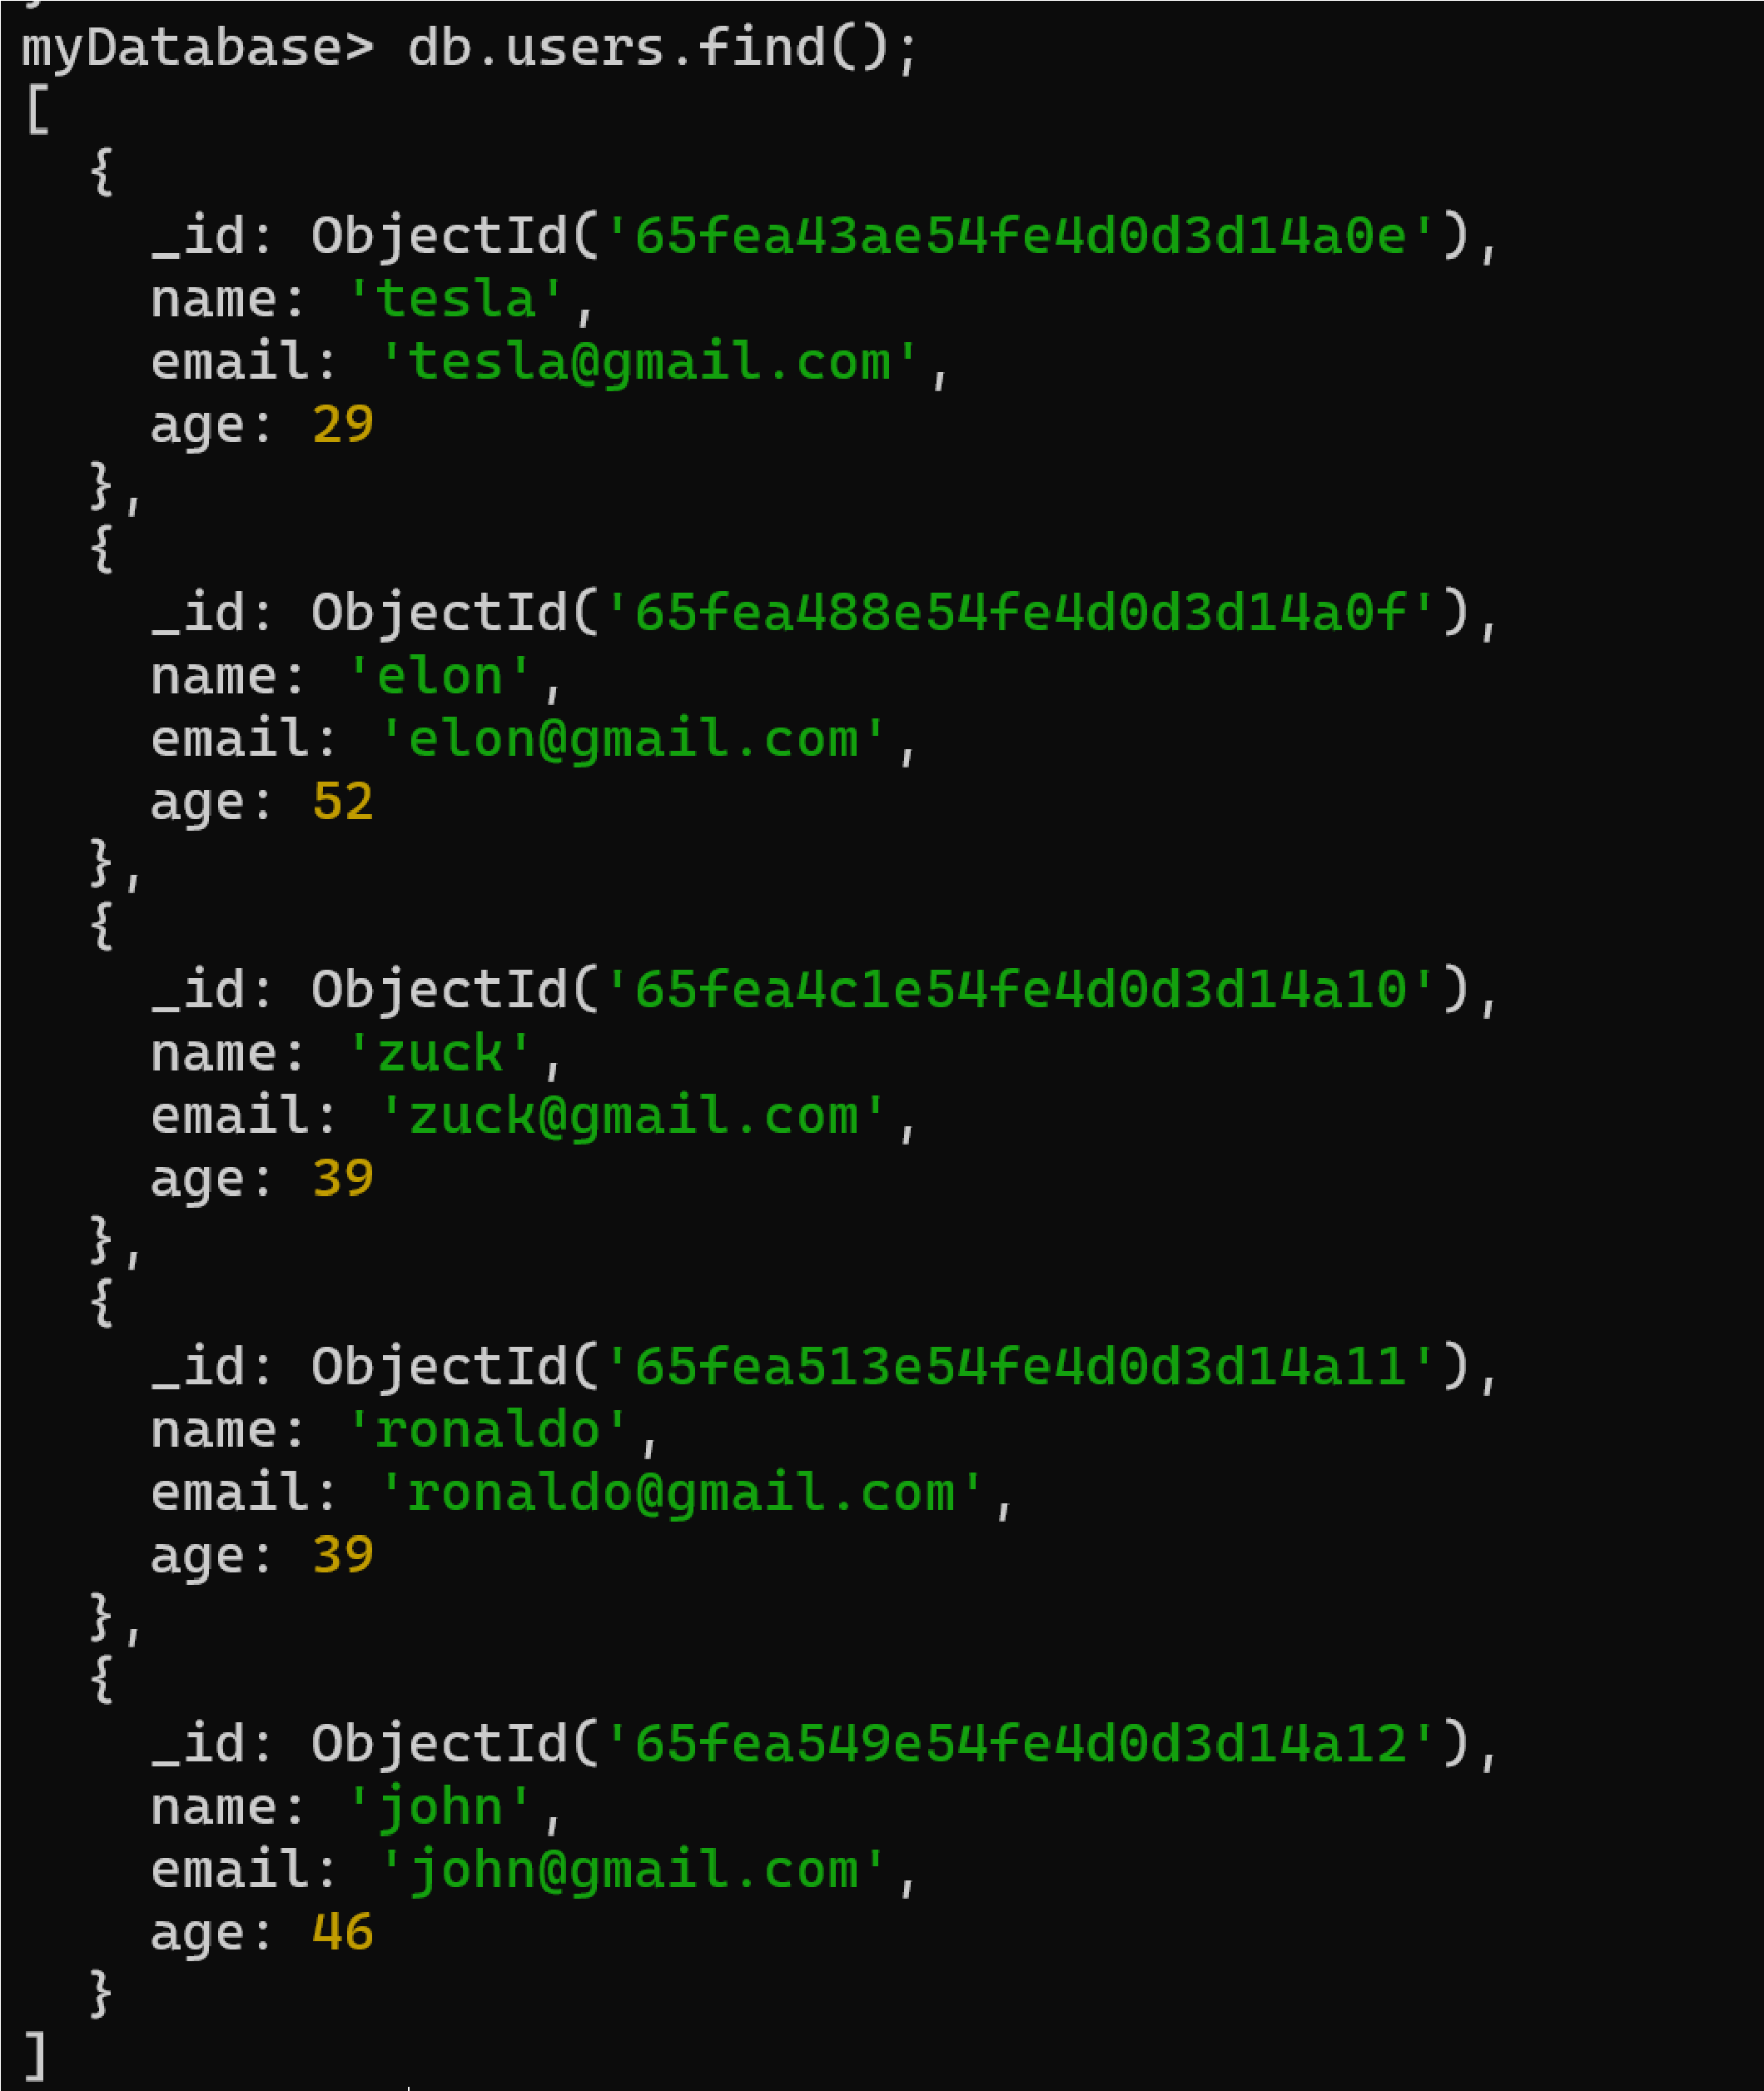 myDatabase> db.users.find();
[
  {
    _id: ObjectId('65fea43ae54fe4d0d3d14a0e'),
    name: 'tesla',
    email: 'tesla@gmail.com',
    age: 29
  },
  {
    _id: ObjectId('65fea488e54fe4d0d3d14a0f'),
    name: 'elon',
    email: 'elon@gmail.com',
    age: 52
  },
  {
    _id: ObjectId('65fea4c1e54fe4d0d3d14a10'),
    name: 'zuck',
    email: 'zuck@gmail.com',
    age: 39
  },
  {
    _id: ObjectId('65fea513e54fe4d0d3d14a11'),
    name: 'ronaldo',
    email: 'ronaldo@gmail.com',
    age: 39
  },
  {
    _id: ObjectId('65fea549e54fe4d0d3d14a12'),
    name: 'john',
    email: 'john@gmail.com',
    age: 46
  }
]